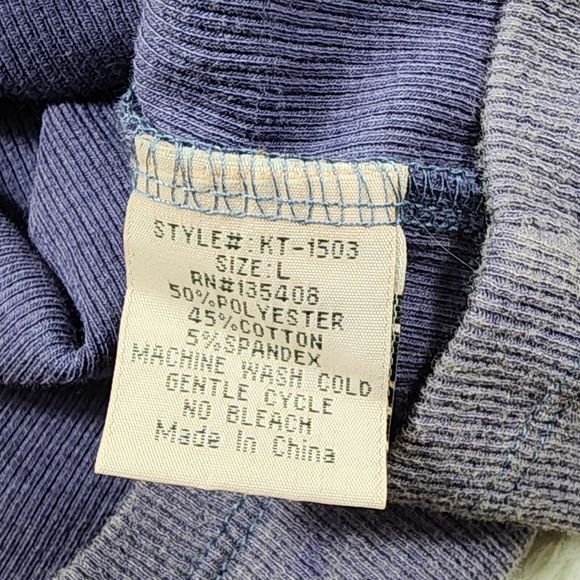 STYLE#:KT-1503
SIZE:L
RN#135408
50%POLYESTER
45%COTTON
5%SPANDEX
MACHINE WASH COLD
GENTLE CYCLE
NO BLEACH
Made In China